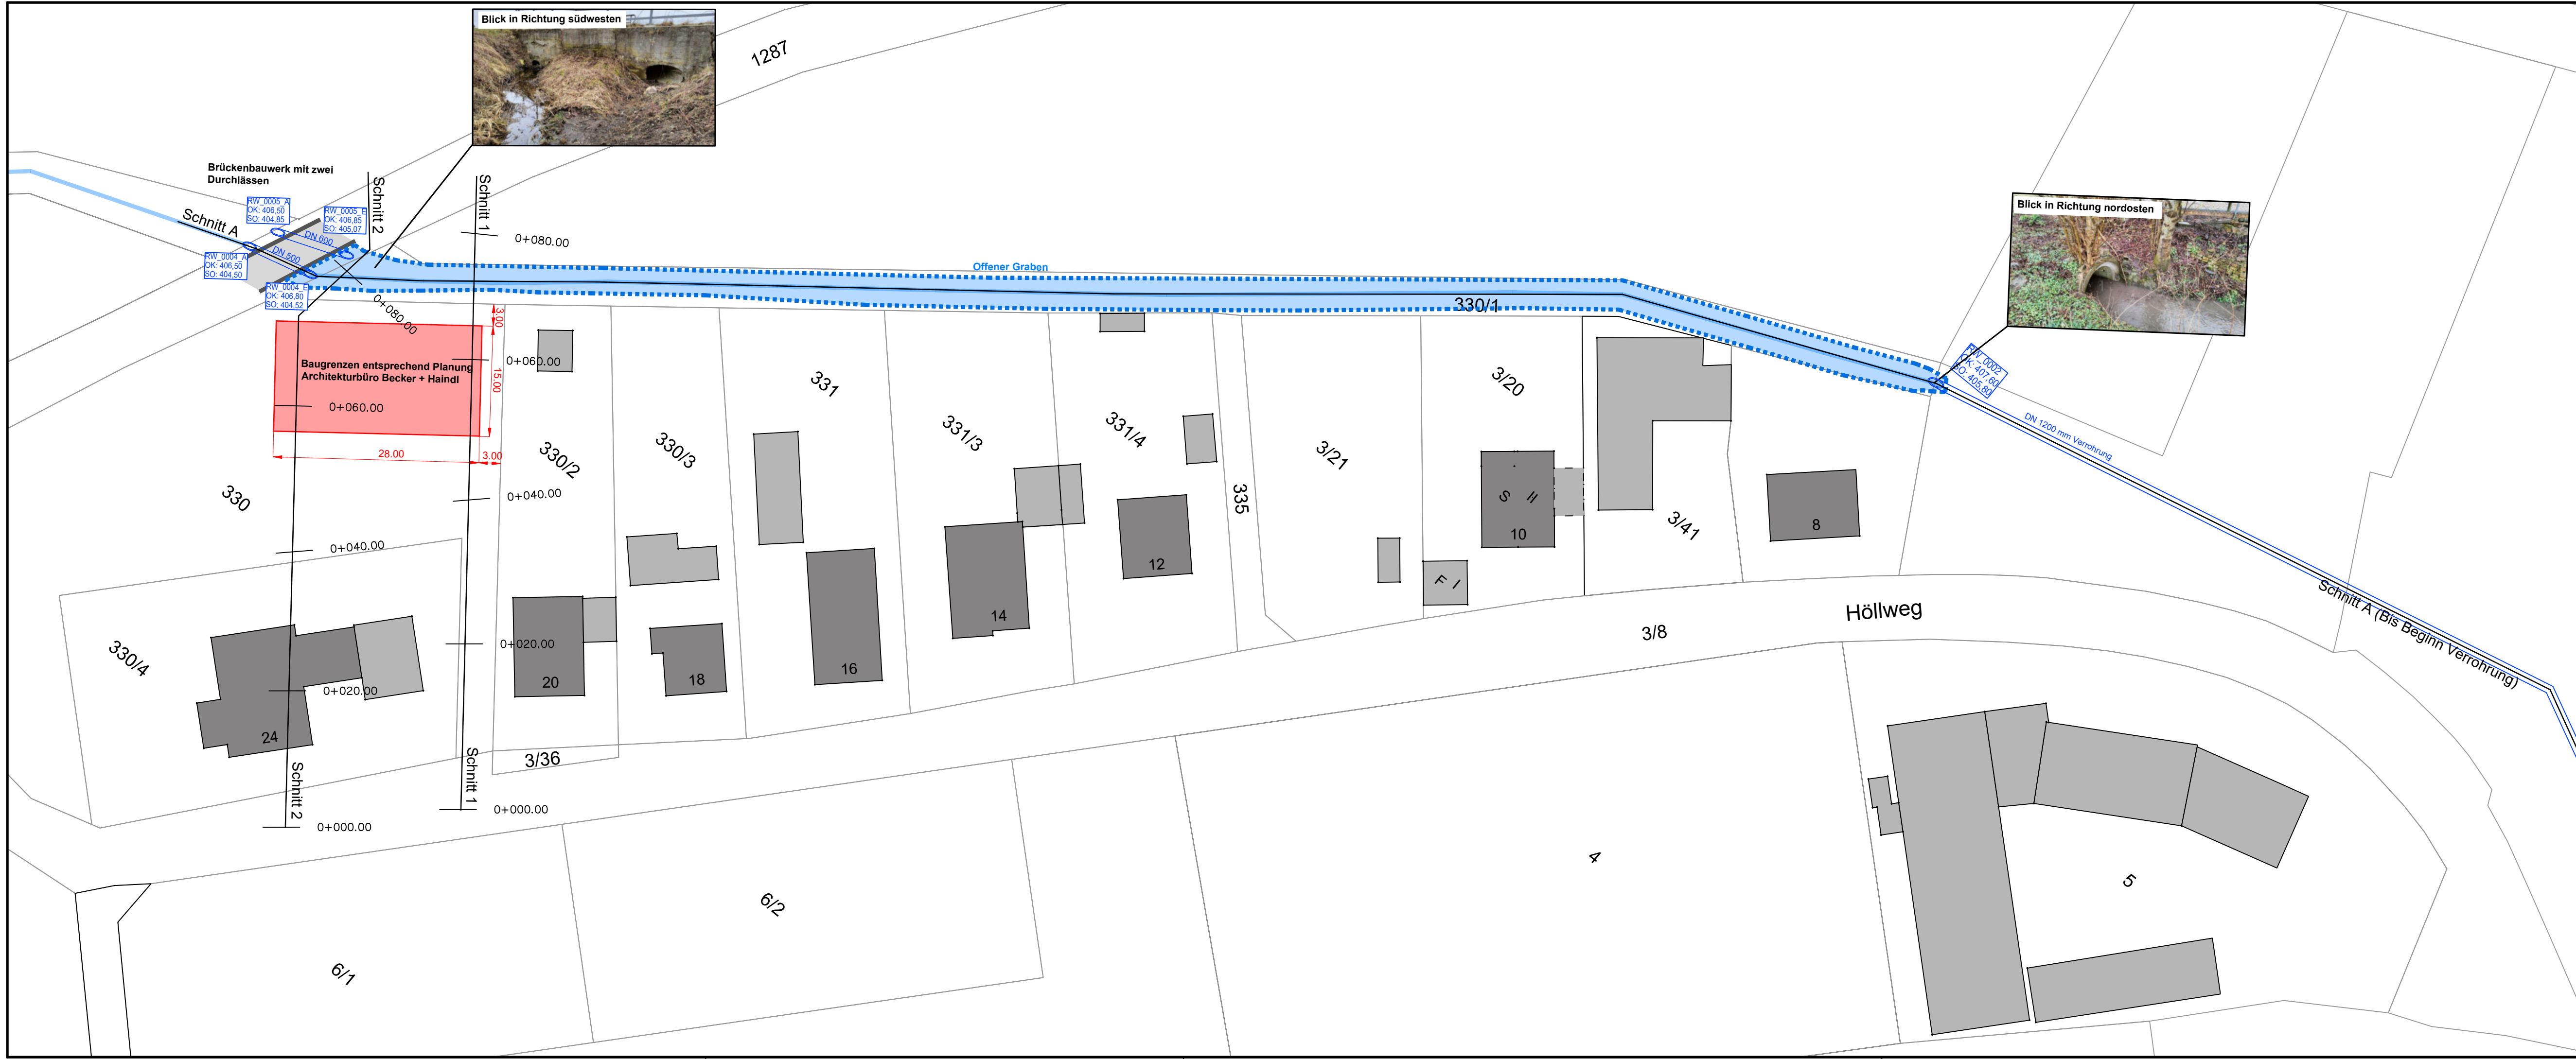 Blick in Richtung südwesten
1287
Brückenbauwerk mit zwei
Durchlässen
Schnitt A
RW_0005_A
OK: 406,50
SO: 404,85
RW_0005_E
OK: 406,85
SO: 405,07
DN 600
DN 500
RW_0004_A
OK: 406,50
SO: 404,50
RW_0004_E
OK: 406,80
SO: 404,52
Schnitt 2
Schnitt 1
0+080.00
0+080.00
Offener Graben
330/1
Blick in Richtung nordosten
RW_0002
OK: 407,60
SO: 405,80
DN 1200 mm Verrohrung
Schnitt A (Bis Beginn Verrohrung)
Baugrenzen entsprechend Planung
Architekturbüro Becker + Haindl
3.00
15.00
28.00
3.00
0+060.00
0+060.00
0+040.00
0+040.00
0+020.00
0+020.00
0+000.00
0+000.00
Schnitt 2
Schnitt 1
330
330/4
24
330/2
20
330/3
18
331
16
331/3
14
331/4
12
335
3/21
3/20
S II
10
F I
3/41
8
Höllweg
3/8
3/36
6/1
6/2
4
5